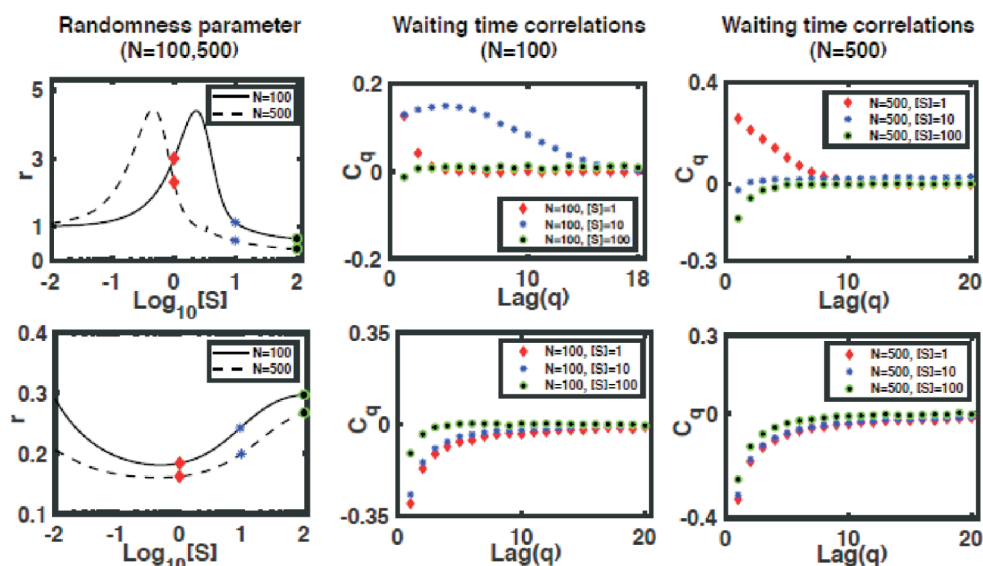 Randomness parameter
(N=100,500)
Waiting time correlations
(N=100)
Waiting time correlations
(N=500)
5
3
1
0
r
N=100
N=500
-2
-1
0
1
2
Log10[S]
0.2
0
-0.2
Cq
N=100, [S]=1
N=100, [S]=10
N=100, [S]=100
0
10
18
Lag(q)
0.4
0
-0.3
Cq
N=500, [S]=1
N=500, [S]=10
N=500, [S]=100
0
10
20
Lag(q)
0.4
0.3
0.2
0.1
r
N=100
N=500
-2
-1
0
1
2
Log10[S]
0.35
0
-0.35
Cq
N=100, [S]=1
N=100, [S]=10
N=100, [S]=100
0
10
20
Lag(q)
0.3
0
-0.4
Cq
N=500, [S]=1
N=500, [S]=10
N=500, [S]=100
0
10
20
Lag(q)